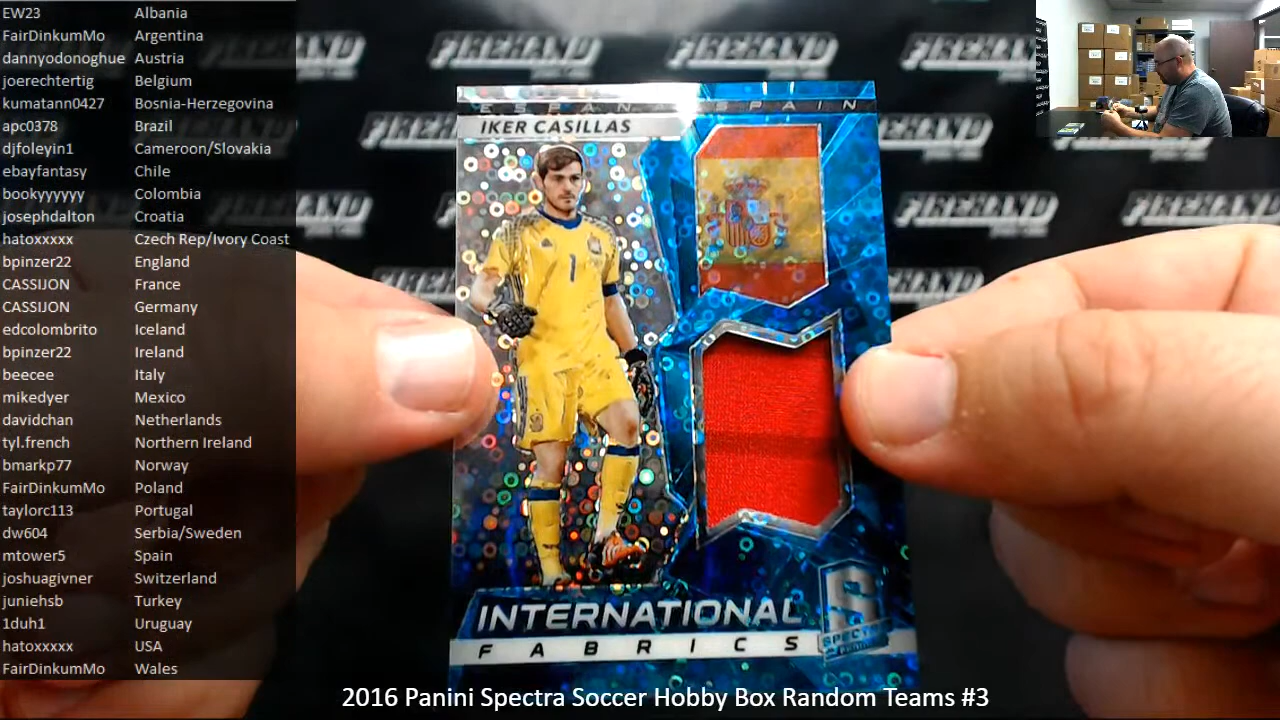 EW23 Albania
FairDinkumMo Argentina
dannyodonoghue Austria
joerechtertig Belgium
kumatann0427 Bosnia-Herzegovina
apc0378 Brazil
djfoleyin1 Cameroon/Slovakia
ebayfantasy Chile
bookyyyyyy Colombia
josephdalton Croatia
hatoxxxxx Czech Rep/Ivory Coast
bpinzer22 England
CASSIJON France
CASSIJON Germany
edcolombrito Iceland
bpinzer22 Ireland
beecee Italy
mikedyer Mexico
davidchan Netherlands
tyl.french Northern Ireland
bmarkp77 Norway
FairDinkumMo Poland
taylorc113 Portugal
dw604 Serbia/Sweden
mtower5 Spain
joshuagivner Switzerland
juniehsb Turkey
1duh1 Uruguay
hatoxxxxx USA
FairDinkumMo Wales
FIREHAND FIREHAND FIREHAND
SPAIN
IKER CASILLAS
1
INTERNATIONAL
FABRICS
SPECTRA
2016 Panini Spectra Soccer Hobby Box Random Teams #3